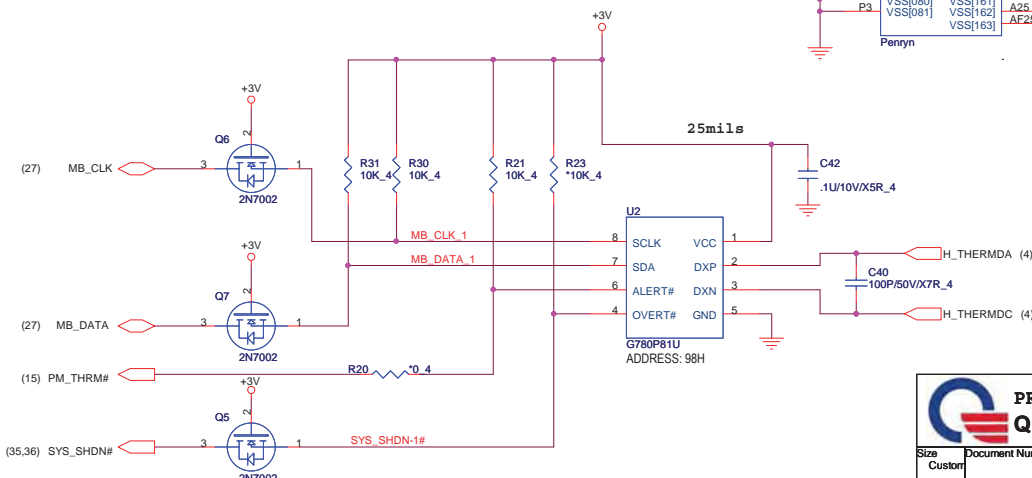 +3V
P3
VSS[080]
VSS[161]
VSS[081]
VSS[162]
VSS[163]
A25
AF25
Penryn
+3V
Q6
2
(27) MB_CLK
3
1
2N7002
R31
10K_4
R30
10K_4
R21
10K_4
R23
*10K_4
25mils
C42
.1U/10V/X5R_4
U2
MB_CLK_1
8 SCLK VCC 1
MB_DATA_1
7 SDA DXP 2
6 ALERT# DXN 3
4 OVERT# GND 5
G780P81U
ADDRESS: 98H
H_THERMDA (4)
C40
100P/50V/X7R_4
H_THERMDC (4)
+3V
Q7
2
(27) MB_DATA
3
1
2N7002
(15) PM_THRM#
R20
*0_4
+3V
Q5
2
(35,36) SYS_SHDN#
3
1
SYS_SHDN-1#
2N7002
Size
Custom
Document Num